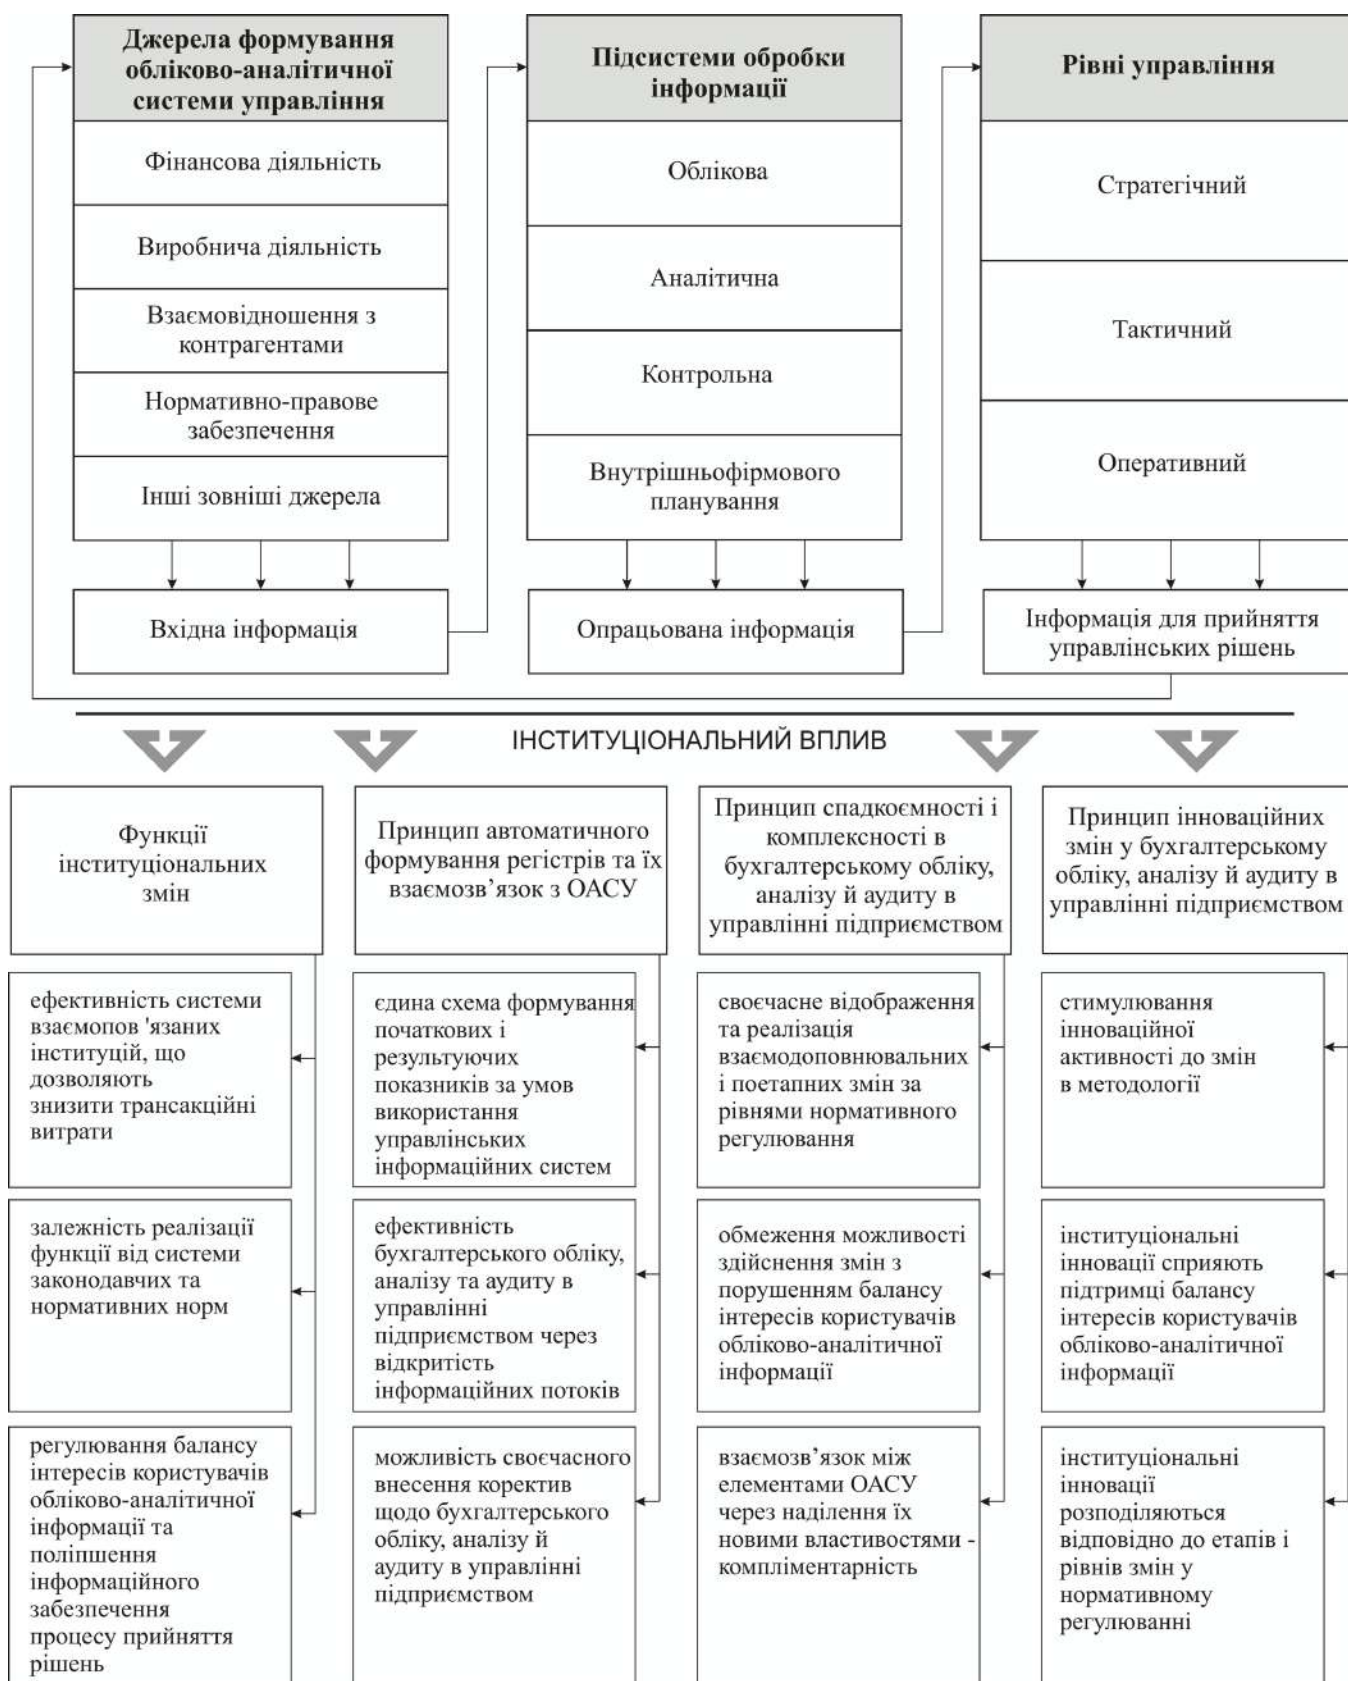 Джерела формування
обліково-аналітичної
системи управління
Фінансова діяльність
Виробнича діяльність
Взаємовідношення з
контрагентами
Нормативно-правове
забезпечення
Інші зовнішні джерела
Вхідна інформація
Підсистеми обробки
інформації
Облікова
Аналітична
Контрольна
Внутрішньофірмового
планування
Опрацьована інформація
Рівні управління
Стратегічний
Тактичний
Оперативний
Інформація для прийняття
управлінських рішень
ІНСТИТУЦІОНАЛЬНИЙ ВПЛИВ
Функції
інституціональних
змін
ефективність системи
взаємопов 'язаних
інституцій, що
дозволяють
знизити трансакційні
витрати
залежність реалізації
функції від системи
законодавчих та
нормативних норм
регулювання балансу
інтересів користувачів
обліково-аналітичної
інформації та
поліпшення
інформаційного
забезпечення
процесу прийняття
рішень
Принцип автоматичного
формування регістрів та їх
взаємозв’язок з ОАСУ
єдина схема формування
початкових і
результуючих
показників за умов
використання
управлінських
інформаційних систем
ефективність
бухгалтерського обліку,
аналізу та аудиту в
управлінні
підприємством через
відкритість
інформаційних потоків
можливість своєчасного
внесення коректив
щодо бухгалтерського
обліку, аналізу й
аудиту в управлінні
підприємством
Принцип спадкоємності і
комплексності в
бухгалтерському обліку,
аналізу й аудиту в
управлінні підприємством
своєчасне відображення
та реалізація
взаємодоповнювальних
і поетапних змін за
рівнями нормативного
регулювання
обмеження можливості
здійснення змін з
порушенням балансу
інтересів користувачів
обліково-аналітичної
інформації
взаємозв’язок між
елементами ОАСУ
через наділення їх
новими властивостями -
компліментарність
Принцип інноваційних
змін у бухгалтерському
обліку, аналізу й аудиту в
управлінні підприємством
стимулювання
інноваційної
активності до змін
в методології
інституціональні
інновації сприяють
підтримці балансу
інтересів користувачів
обліково-аналітичної
інформації
інституціональні
інновації
розподіляються
відповідно до етапів і
рівнів змін у
нормативному
регулюванні